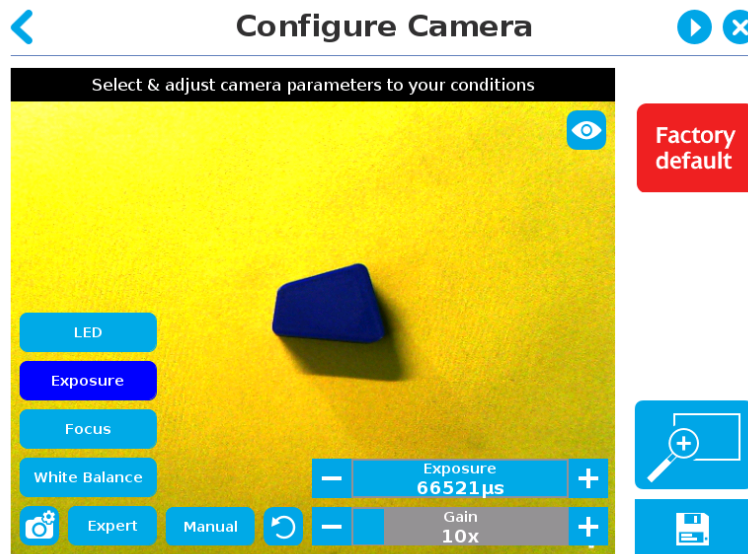 Configure Camera
Select & adjust camera parameters to your conditions
Factory
default
LED
Exposure
Focus
White Balance
Exposure
66521µs
Expert
Manual
Gain
10x